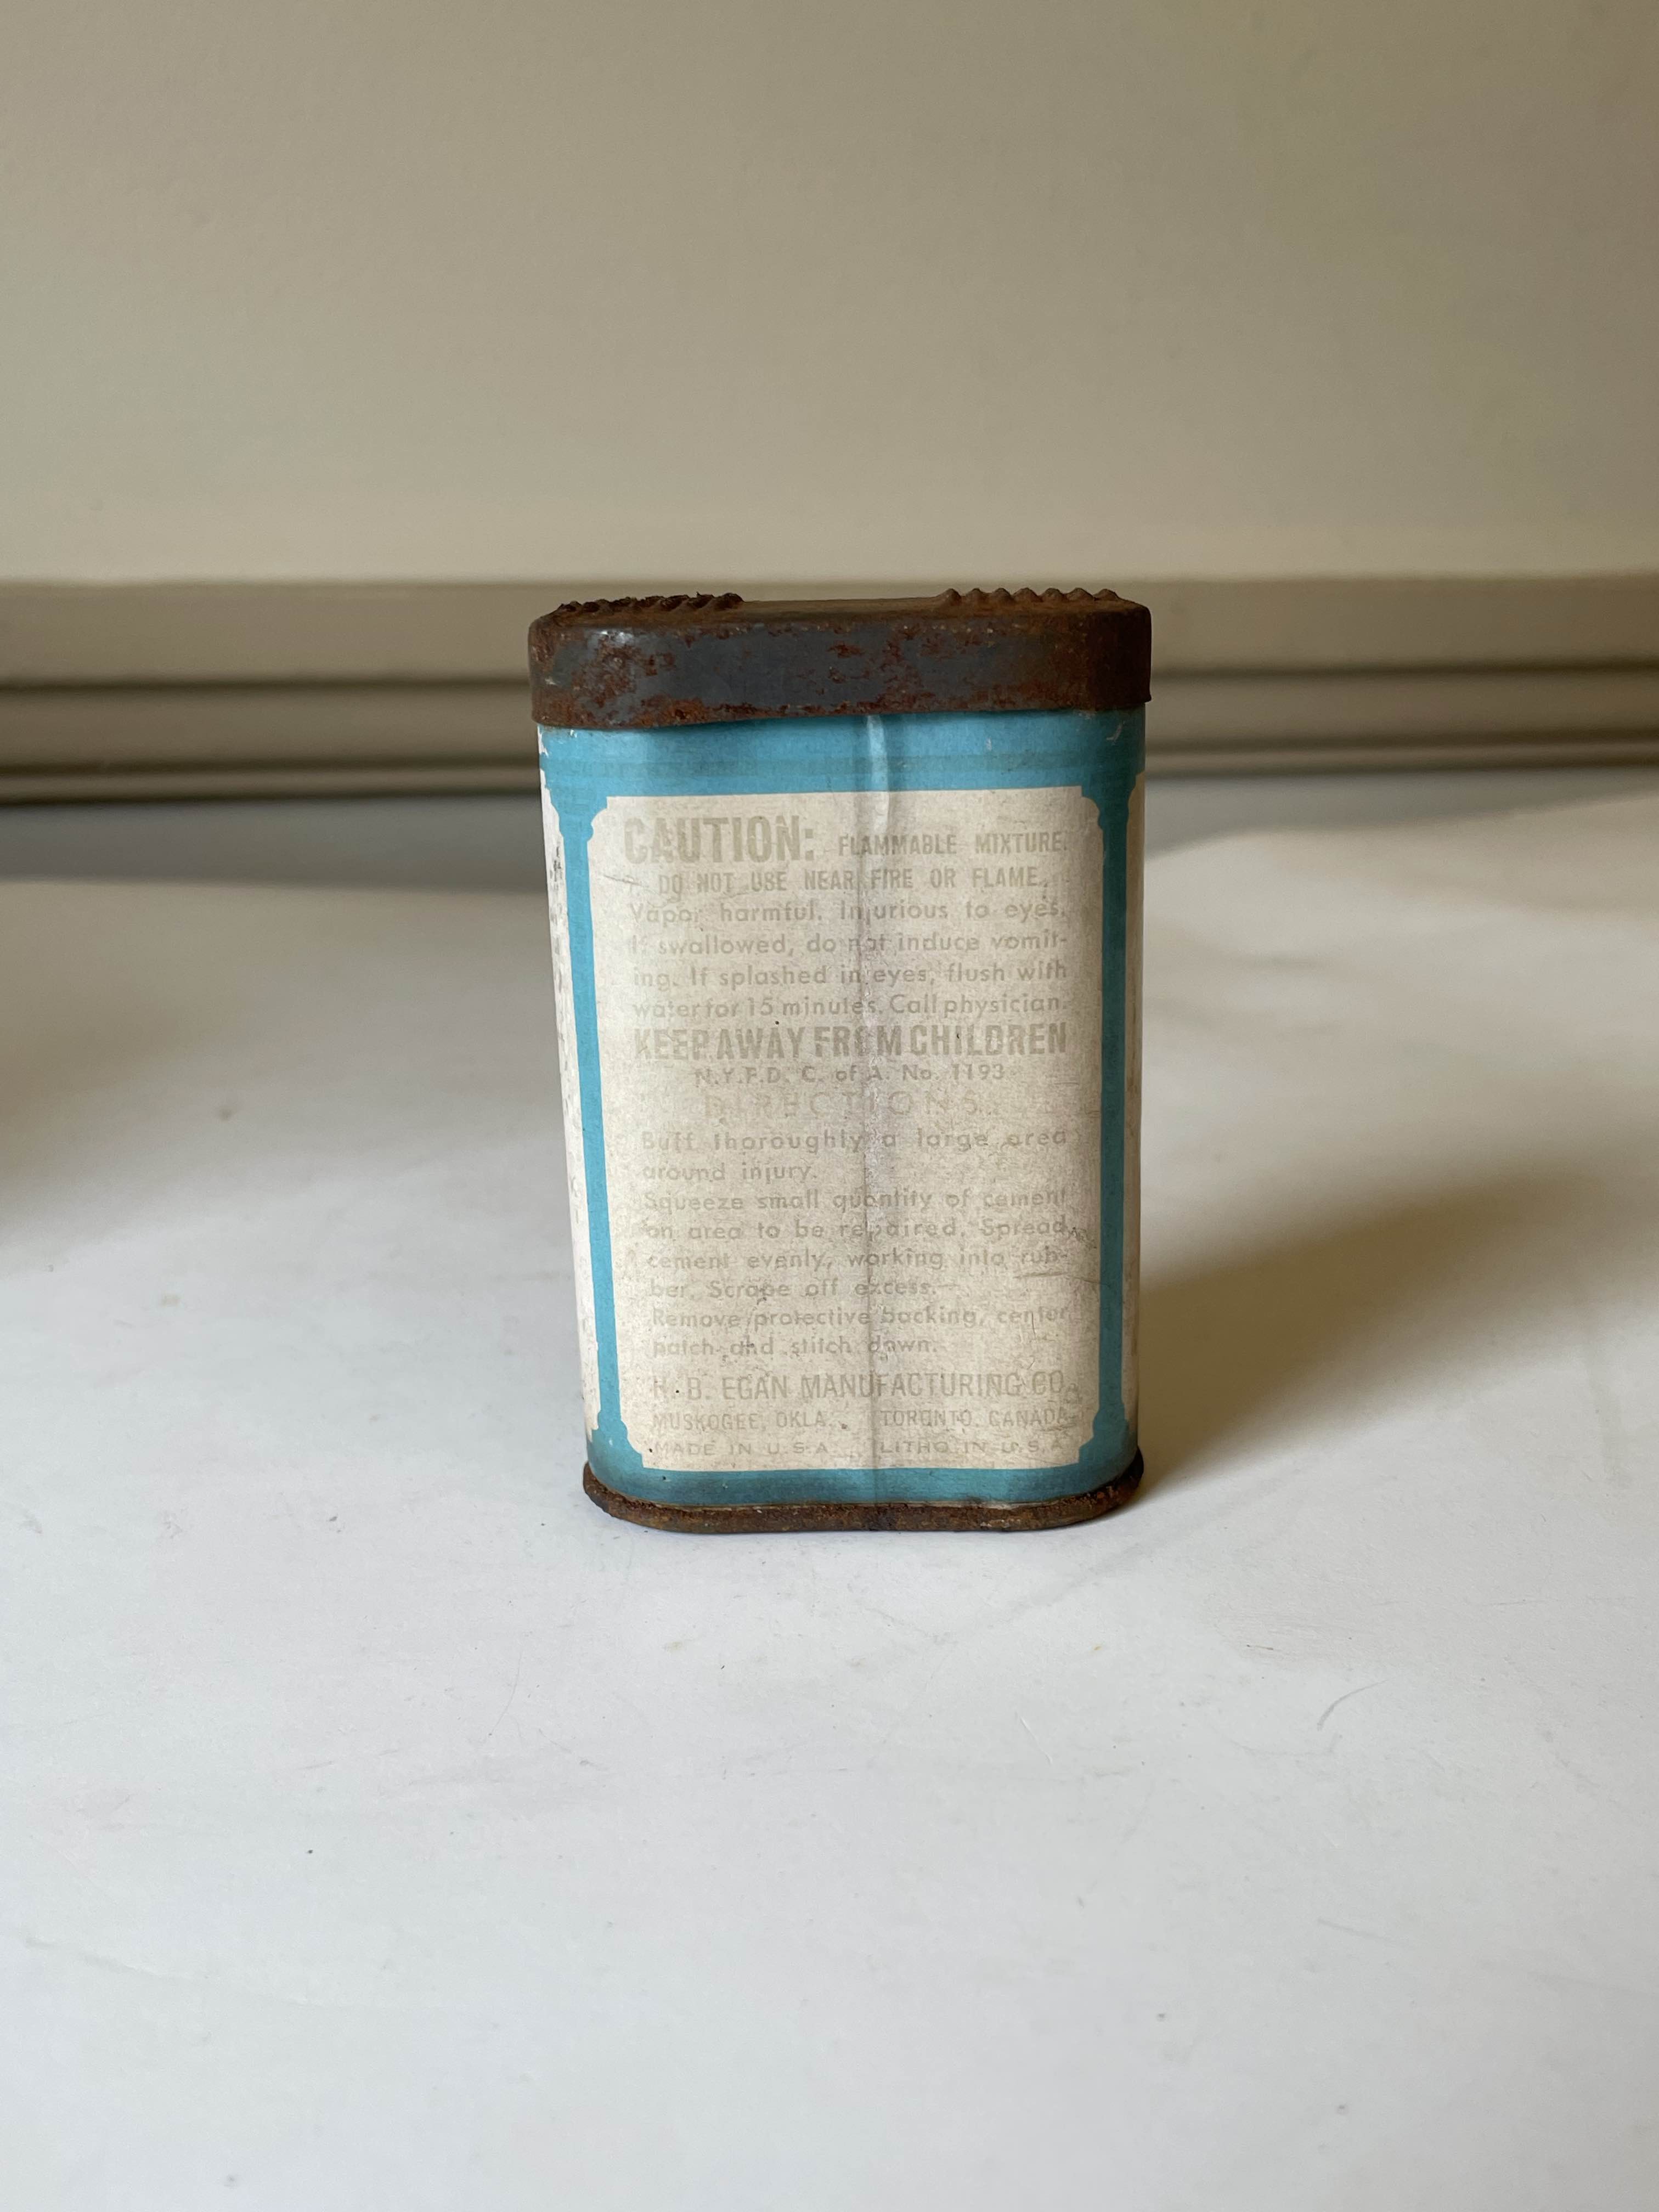 CAUTION: FLAMMABLE MIXTURE.
DO NOT USE NEAR FIRE OR FLAME.
Vapor harmful. Injurious to eyes.
If swallowed, do not induce vomit-
ing. If splashed in eyes, flush with
water for 15 minutes. Call physician.
KEEP AWAY FROM CHILDREN
N.Y.F.D. C. of A. No. 1193
DIRECTIONS
Buff thoroughly a large area
around injury.
Squeeze small quantity of cement
on area to be repaired. Spread
cement evenly, working into rub-
ber. Scrape off excess.
Remove protective backing, center
patch and stitch down.
H. B. EGAN MANUFACTURING CO.
MUSKOGEE, OKLA. TORONTO, CANADA
MADE IN U.S.A. LITHO IN U.S.A.